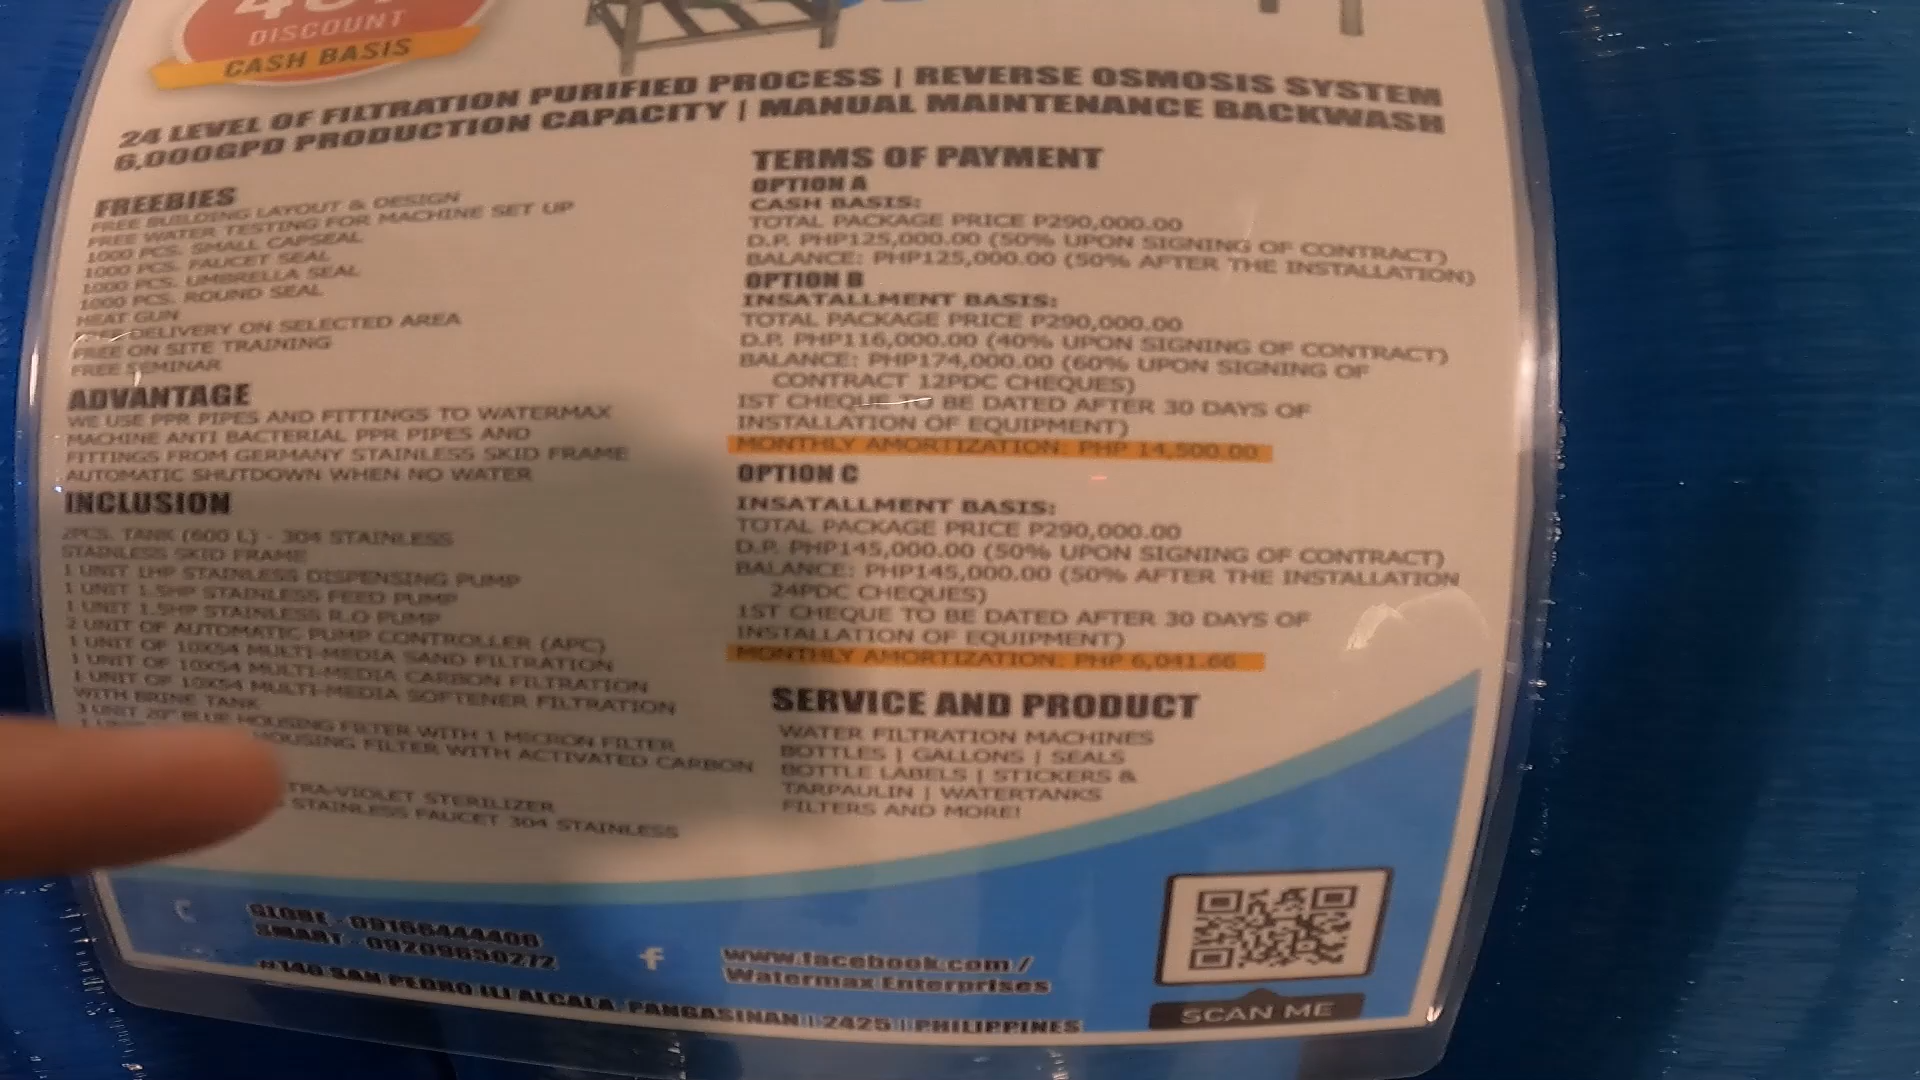 DISCOUNT
CASH BASIS
24 LEVEL OF FILTRATION PURIFIED PROCESS | REVERSE OSMOSIS SYSTEM
6,000GPD PRODUCTION CAPACITY | MANUAL MAINTENANCE BACKWASH
FREEBIES
FREE BUILDING LAYOUT & DESIGN
FREE WATER TESTING FOR MACHINE SET UP
1000 PCS. SMALL CAPSEAL
1000 PCS. FAUCET SEAL
1000 PCS. UMBRELLA SEAL
1000 PCS. ROUND SEAL
HEAT GUN
FREE DELIVERY ON SELECTED AREA
FREE ON SITE TRAINING
FREE SEMINAR
ADVANTAGE
WE USE PPR PIPES AND FITTINGS TO WATERMAX
MACHINE ANTI BACTERIAL PPR PIPES AND
FITTINGS FROM GERMANY STAINLESS SKID FRAME
AUTOMATIC SHUTDOWN WHEN NO WATER
INCLUSION
2PCS. TANK (600 L) - 304 STAINLESS
STAINLESS SKID FRAME
1 UNIT 1HP STAINLESS DISPENSING PUMP
1 UNIT 1.5HP STAINLESS FEED PUMP
1 UNIT 1.5HP STAINLESS R.O PUMP
2 UNIT OF AUTOMATIC PUMP CONTROLLER (APC)
1 UNIT OF 10X54 MULTI-MEDIA SAND FILTRATION
1 UNIT OF 10X54 MULTI-MEDIA CARBON FILTRATION
1 UNIT OF 10X54 MULTI-MEDIA SOFTENER FILTRATION
WITH BRINE TANK
3 UNIT 20" BLUE HOUSING FILTER WITH 1 MICRON FILTER
HOUSING FILTER WITH ACTIVATED CARBON
STERILIZER
STAINLESS FAUCET 304 STAINLESS
TERMS OF PAYMENT
OPTION A
CASH BASIS:
TOTAL PACKAGE PRICE P290,000.00
D.P. PHP125,000.00 (50% UPON SIGNING OF CONTRACT)
BALANCE: PHP125,000.00 (50% AFTER THE INSTALLATION)
OPTION B
INSATALLMENT BASIS:
TOTAL PACKAGE PRICE P290,000.00
D.P. PHP116,000.00 (40% UPON SIGNING OF CONTRACT)
BALANCE: PHP174,000.00 (60% UPON SIGNING OF
CONTRACT 12PDC CHEQUES)
1ST CHEQUE TO BE DATED AFTER 30 DAYS OF
INSTALLATION OF EQUIPMENT)
MONTHLY AMORTIZATION: PHP 14,500.00
OPTION C
INSATALLMENT BASIS:
TOTAL PACKAGE PRICE P290,000.00
D.P. PHP145,000.00 (50% UPON SIGNING OF CONTRACT)
BALANCE: PHP145,000.00 (50% AFTER THE INSTALLATION
24PDC CHEQUES)
1ST CHEQUE TO BE DATED AFTER 30 DAYS OF
INSTALLATION OF EQUIPMENT)
MONTHLY AMORTIZATION: PHP 6,041.66
SERVICE AND PRODUCT
WATER FILTRATION MACHINES
BOTTLES | GALLONS | SEALS
BOTTLE LABELS | STICKERS &
TARPAULIN | WATERTANKS
FILTERS AND MORE!
GLOBE - 09166444408
SMART - 09209650272
www.facebook.com/
Watermax Enterprises
#140 SAN PEDRO ALCALA, PANGASINAN | 2425 | PHILIPPINES
SCAN ME